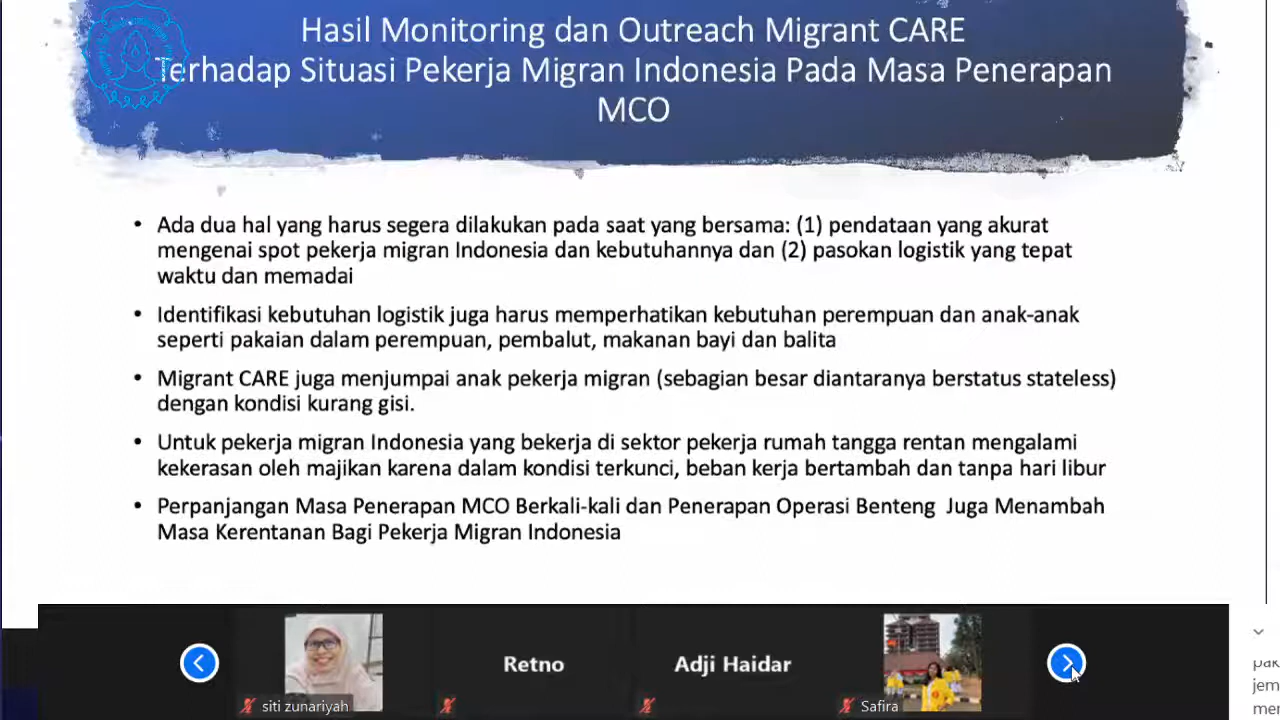 Hasil Monitoring dan Outreach Migrant CARE
Terhadap Situasi Pekerja Migran Indonesia Pada Masa Penerapan
MCO
• Ada dua hal yang harus segera dilakukan pada saat yang bersama: (1) pendataan yang akurat
mengenai spot pekerja migran Indonesia dan kebutuhannya dan (2) pasokan logistik yang tepat
waktu dan memadai
• Identifikasi kebutuhan logistik juga harus memperhatikan kebutuhan perempuan dan anak-anak
seperti pakaian dalam perempuan, pembalut, makanan bayi dan balita
• Migrant CARE juga menjumpai anak pekerja migran (sebagian besar diantaranya berstatus stateless)
dengan kondisi kurang gisi.
• Untuk pekerja migran Indonesia yang bekerja di sektor pekerja rumah tangga rentan mengalami
kekerasan oleh majikan karena dalam kondisi terkunci, beban kerja bertambah dan tanpa hari libur
• Perpanjangan Masa Penerapan MCO Berkali-kali dan Penerapan Operasi Benteng Juga Menambah
Masa Kerentanan Bagi Pekerja Migran Indonesia
siti zunariyah
Retno
Adji Haidar
Safira